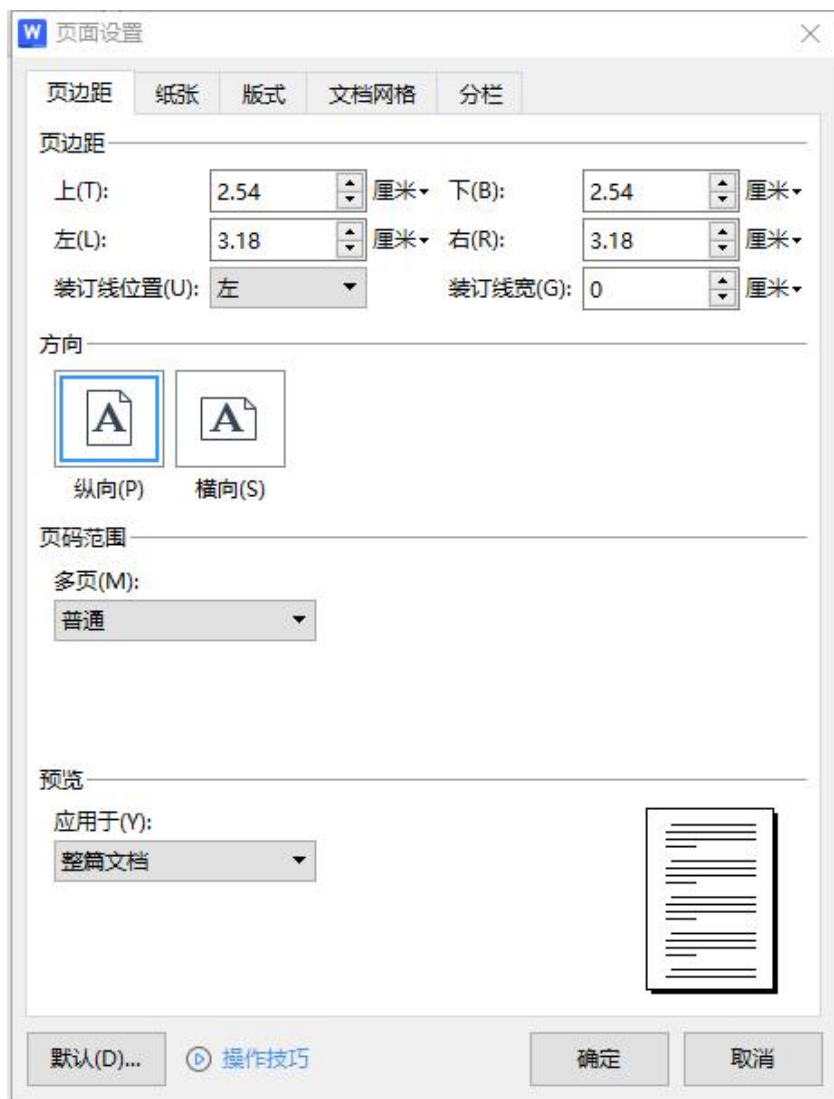 W 页面设置
页边距 纸张 版式 文档网格 分栏
页边距
上(T): 2.54 厘米 下(B): 2.54 厘米
左(L): 3.18 厘米 右(R): 3.18 厘米
装订线位置(U): 左 装订线宽(G): 0 厘米
方向
A A
纵向(P) 横向(S)
页码范围
多页(M):
普通
预览
应用于(Y):
整篇文档
默认(D)... 操作技巧 确定 取消